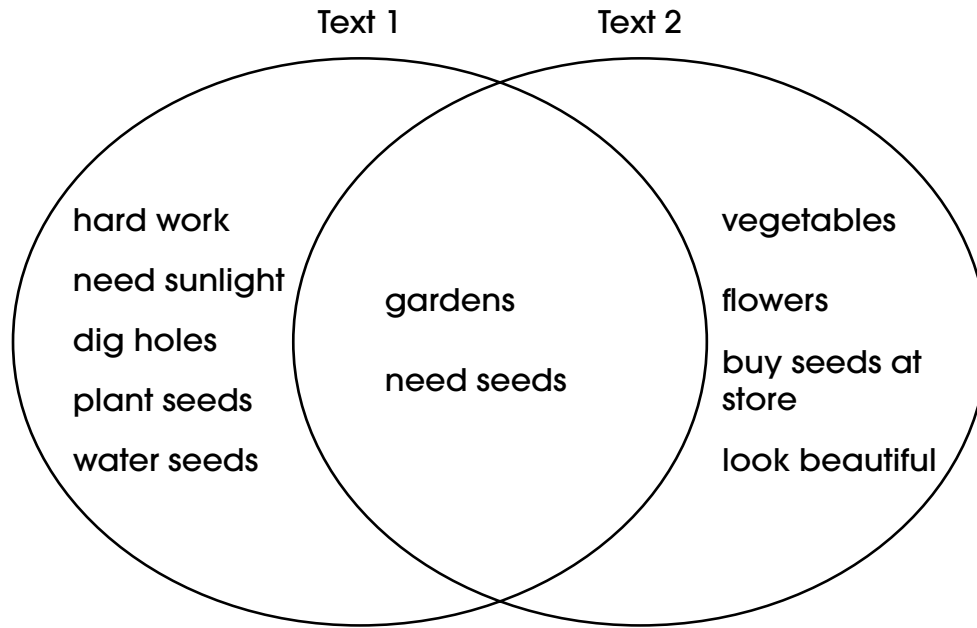 Text 1
Text 2
hard work
need sunlight
dig holes
plant seeds
water seeds
gardens
need seeds
vegetables
flowers
buy seeds at
store
look beautiful